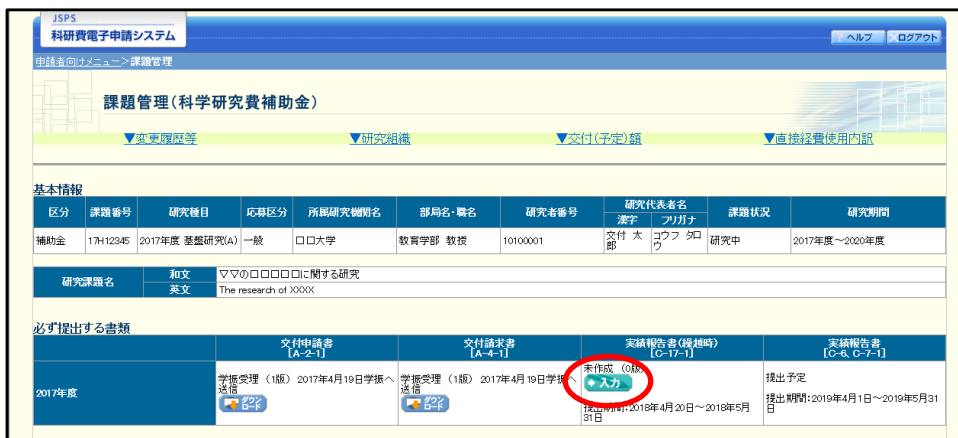 JSPS
科研費電子申請システム
? ヘルプ ×ログアウト
申請者向けメニュー>課題管理
課題管理(科学研究費補助金)
▼変更履歴等 ▼研究組織 ▼交付(予定)額 ▼直接経費使用内訳
基本情報
区分 課題番号 研究種目 応募区分 所属研究機関名 部局名・職名 研究者番号 研究代表者名 課題状況 研究期間
漢字 フリガナ
補助金 17H12345 2017年度 基盤研究(A) 一般 □□大学 教育学部 教授 10100001 交付 太郎 コウフ タロウ 研究中 2017年度~2020年度
研究課題名 和文 ▽▽の□□□□□に関する研究
英文 The research of XXXX
必ず提出する書類
交付申請書 交付請求書 実績報告書(繰越時) 実績報告書
[A-2-1] [A-4-1] [C-17-1] [C-6, C-7-1]
2017年度
学振受理 (1版) 2017年4月19日学振へ
送信
ダウンロード
学振受理 (1版) 2017年4月19日学振へ
送信
ダウンロード
未作成 (0版)
入力
提出期間:2018年4月20日~2018年5月
31日
提出予定
提出期間:2019年4月1日~2019年5月31
日